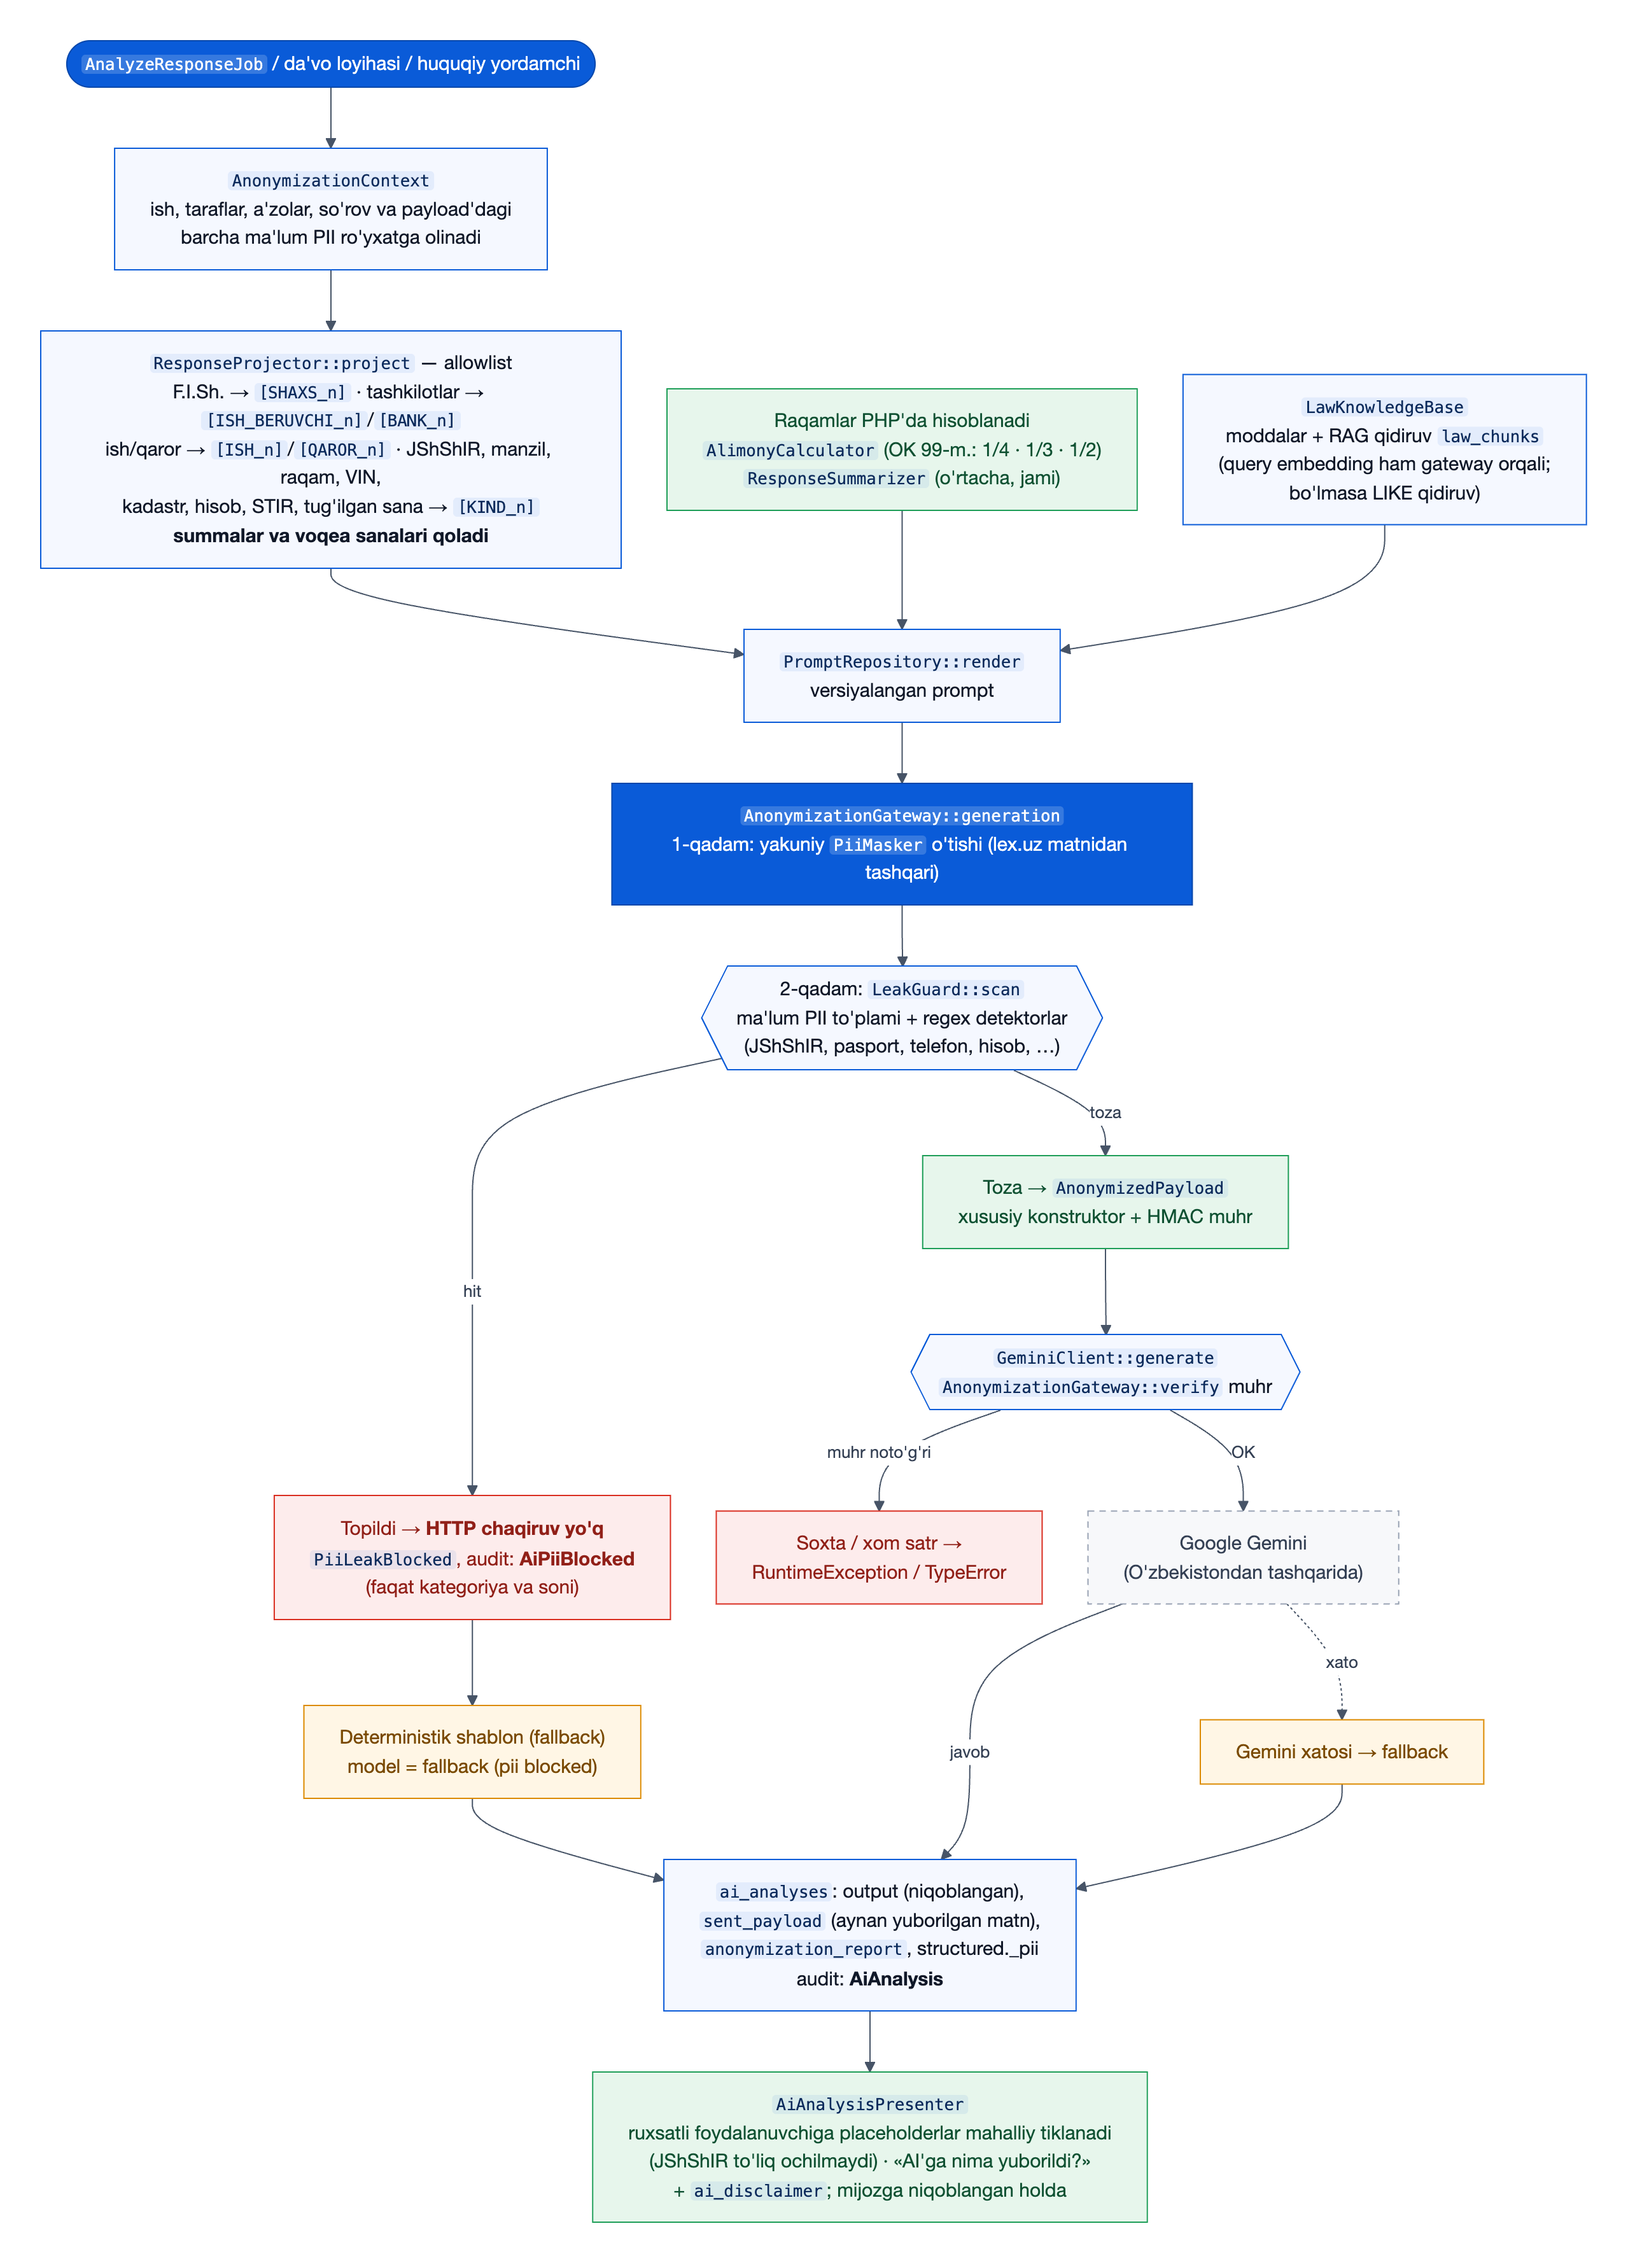 AnalyzeResponseJob / da'vo loyihasi / huquqiy yordamchi
AnonymizationContext
ish, taraflar, a'zolar, so'rov va payload'dagi
barcha ma'lum PII ro'yxatga olinadi
ResponseProjector::project — allowlist
F.I.Sh. → [SHAXS_n] · tashkilotlar →
[ISH_BERUVCHI_n]/[BANK_n]
ish/qaror → [ISH_n]/[QAROR_n] · JShShIR, manzil,
raqam, VIN,
kadastr, hisob, STIR, tug'ilgan sana → [KIND_n]
summalar va voqea sanalari qoladi
Raqamlar PHP'da hisoblanadi
AlimonyCalculator (OK 99-m.: 1/4 · 1/3 · 1/2)
ResponseSummarizer (o'rtacha, jami)
LawKnowledgeBase
moddalar + RAG qidiruv law_chunks
(query embedding ham gateway orqali;
bo'lmasa LIKE qidiruv)
PromptRepository::render
versiyalangan prompt
AnonymizationGateway::generation
1-qadam: yakuniy PiiMasker o'tishi (lex.uz matnidan
tashqari)
2-qadam: LeakGuard::scan
ma'lum PII to'plami + regex detektorlar
(JShShIR, pasport, telefon, hisob, …)
toza
Toza → AnonymizedPayload
xususiy konstruktor + HMAC muhr
hit
GeminiClient::generate
AnonymizationGateway::verify muhr
muhr noto'g'ri
OK
Topildi → HTTP chaqiruv yo'q
PiiLeakBlocked, audit: AiPiiBlocked
(faqat kategoriya va soni)
Soxta / xom satr →
RuntimeException / TypeError
Google Gemini
(O'zbekistondan tashqarida)
xato
Deterministik shablon (fallback)
model = fallback (pii blocked)
javob
Gemini xatosi → fallback
ai_analyses: output (niqoblangan),
sent_payload (aynan yuborilgan matn),
anonymization_report, structured._pii
audit: AiAnalysis
AiAnalysisPresenter
ruxsatli foydalanuvchiga placeholderlar mahalliy tiklanadi
(JShShIR to'liq ochilmaydi) · «AI'ga nima yuborildi?»
+ ai_disclaimer; mijozga niqoblangan holda